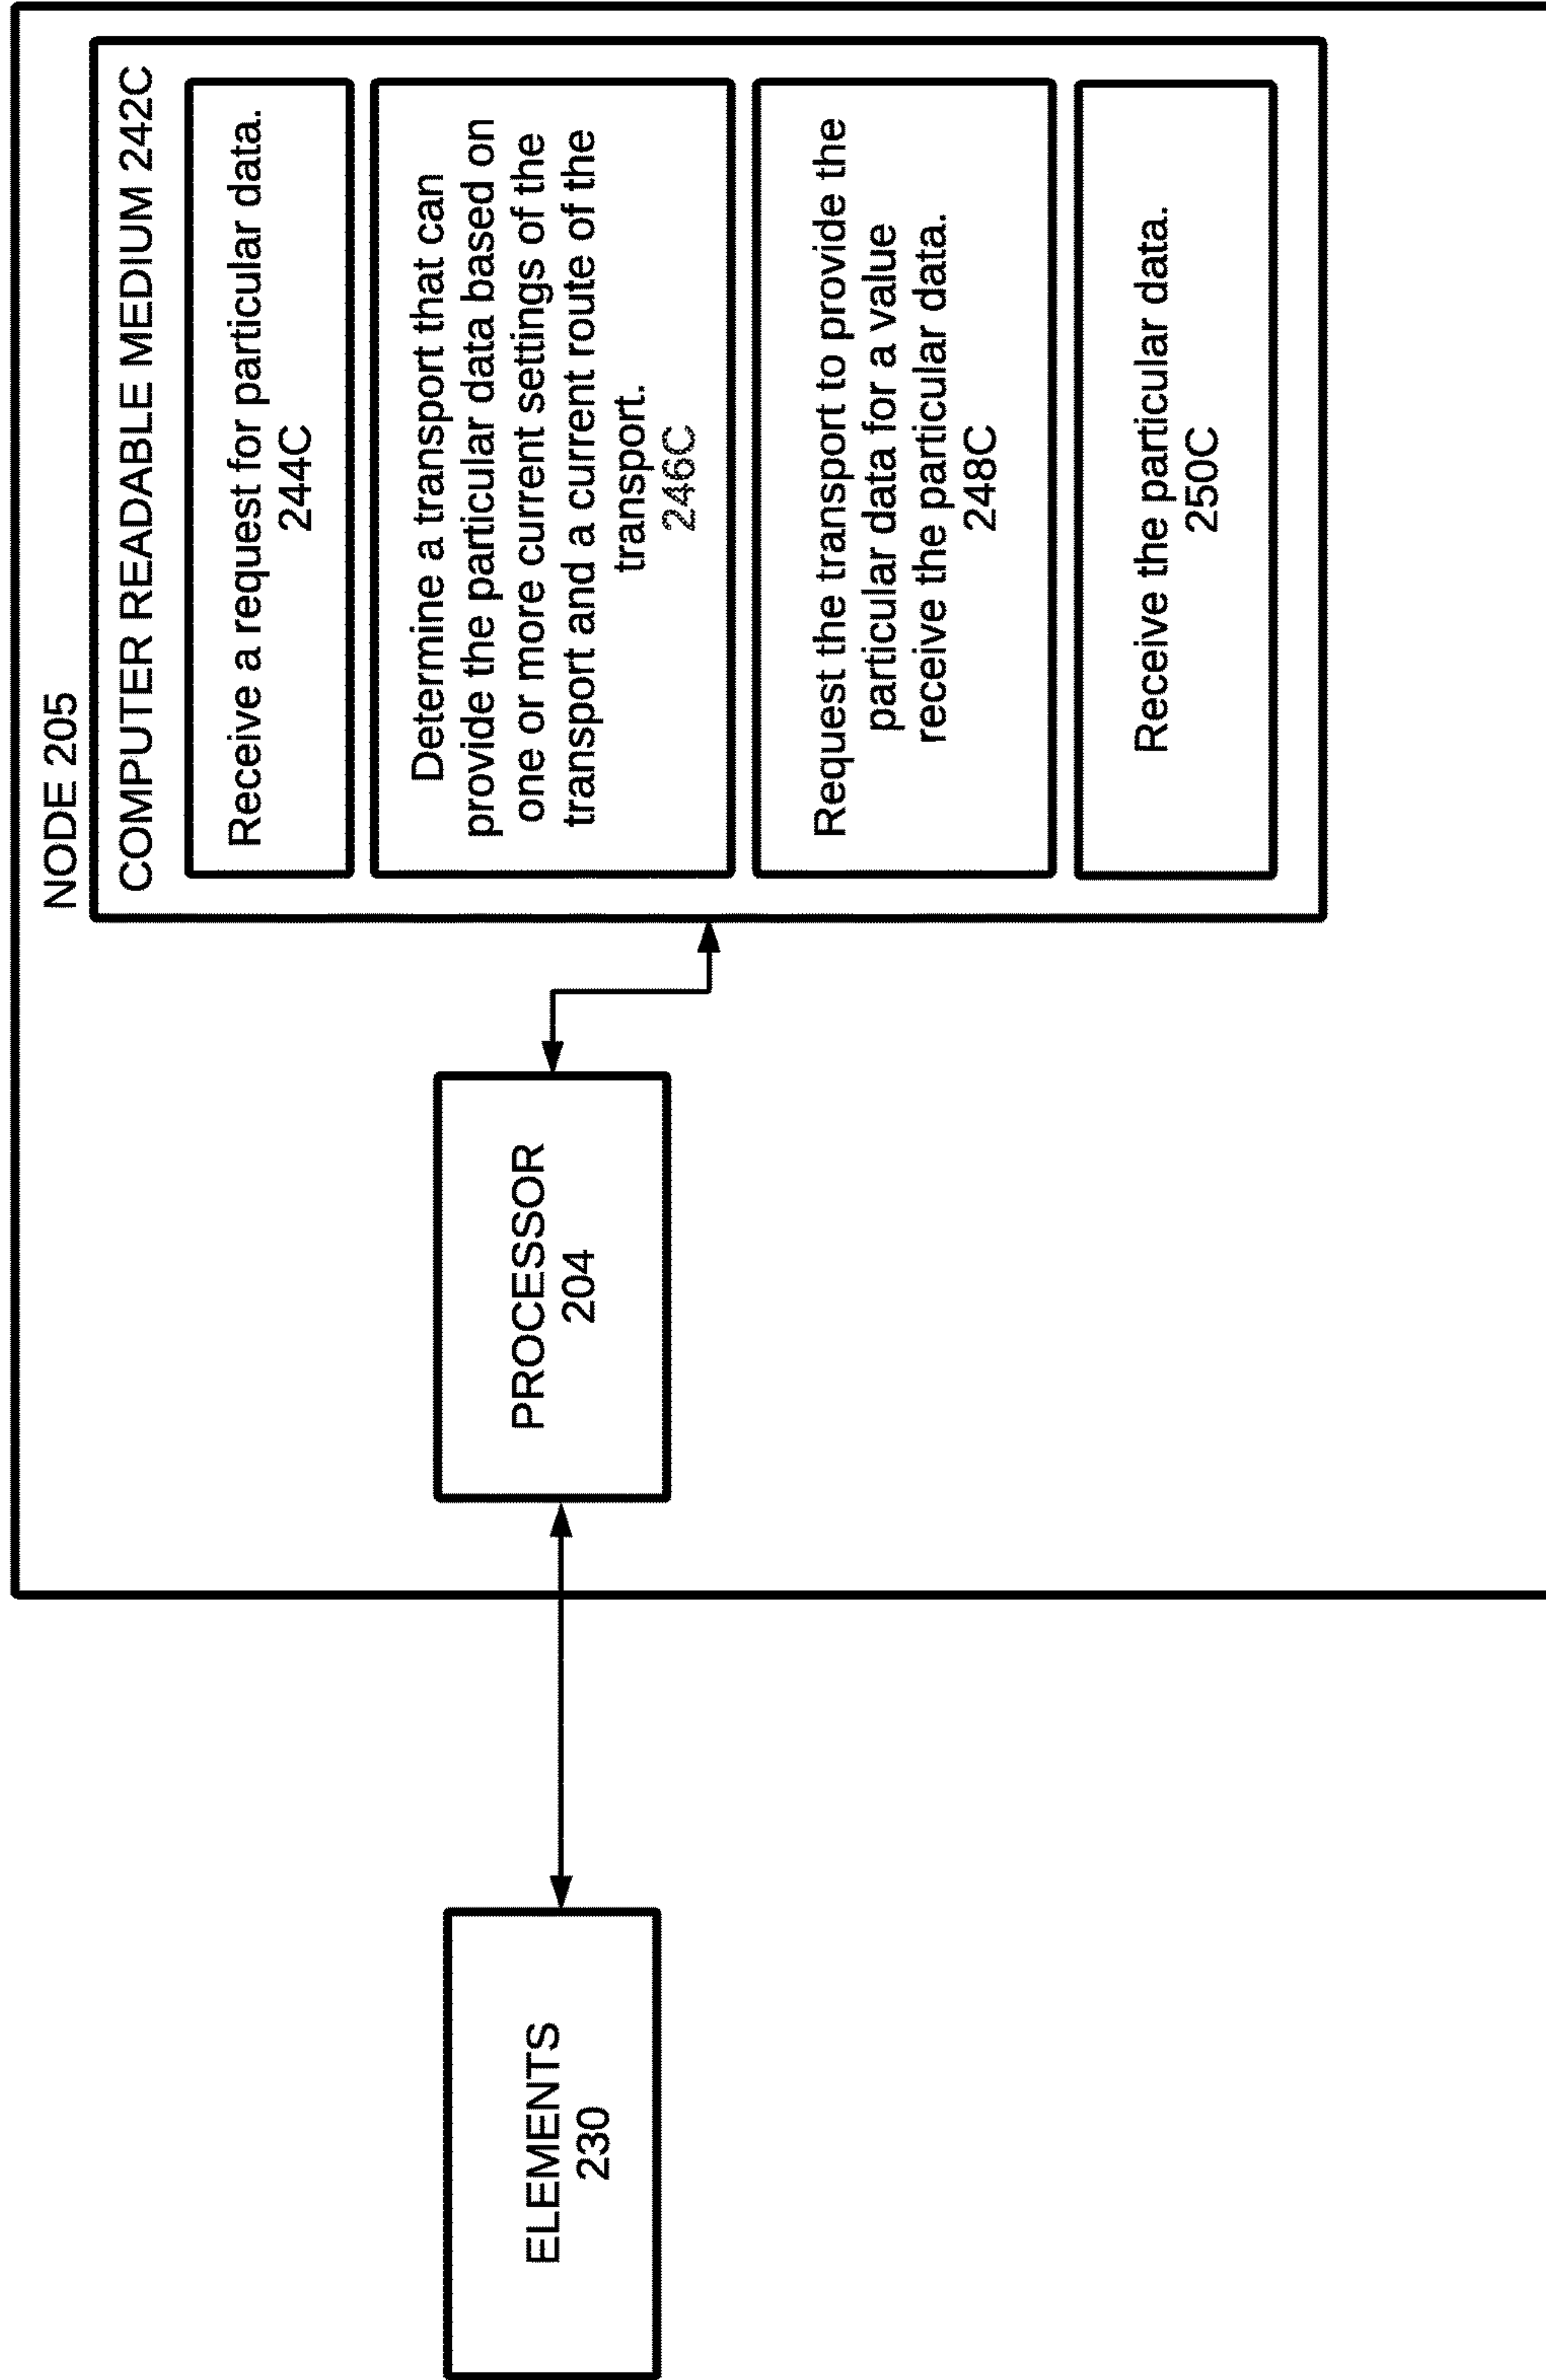 NODE 205
COMPUTER READABLE MEDIUM 242C
Receive a request for particular data.
244C
Determine a transport that can
provide the particular data based on
one or more current settings of the
transport and a current route of the
transport.
246C
Request the transport to provide the
particular data for a value
receive the particular data.
248C
Receive the particular data.
250C
PROCESSOR
204
ELEMENTS
230